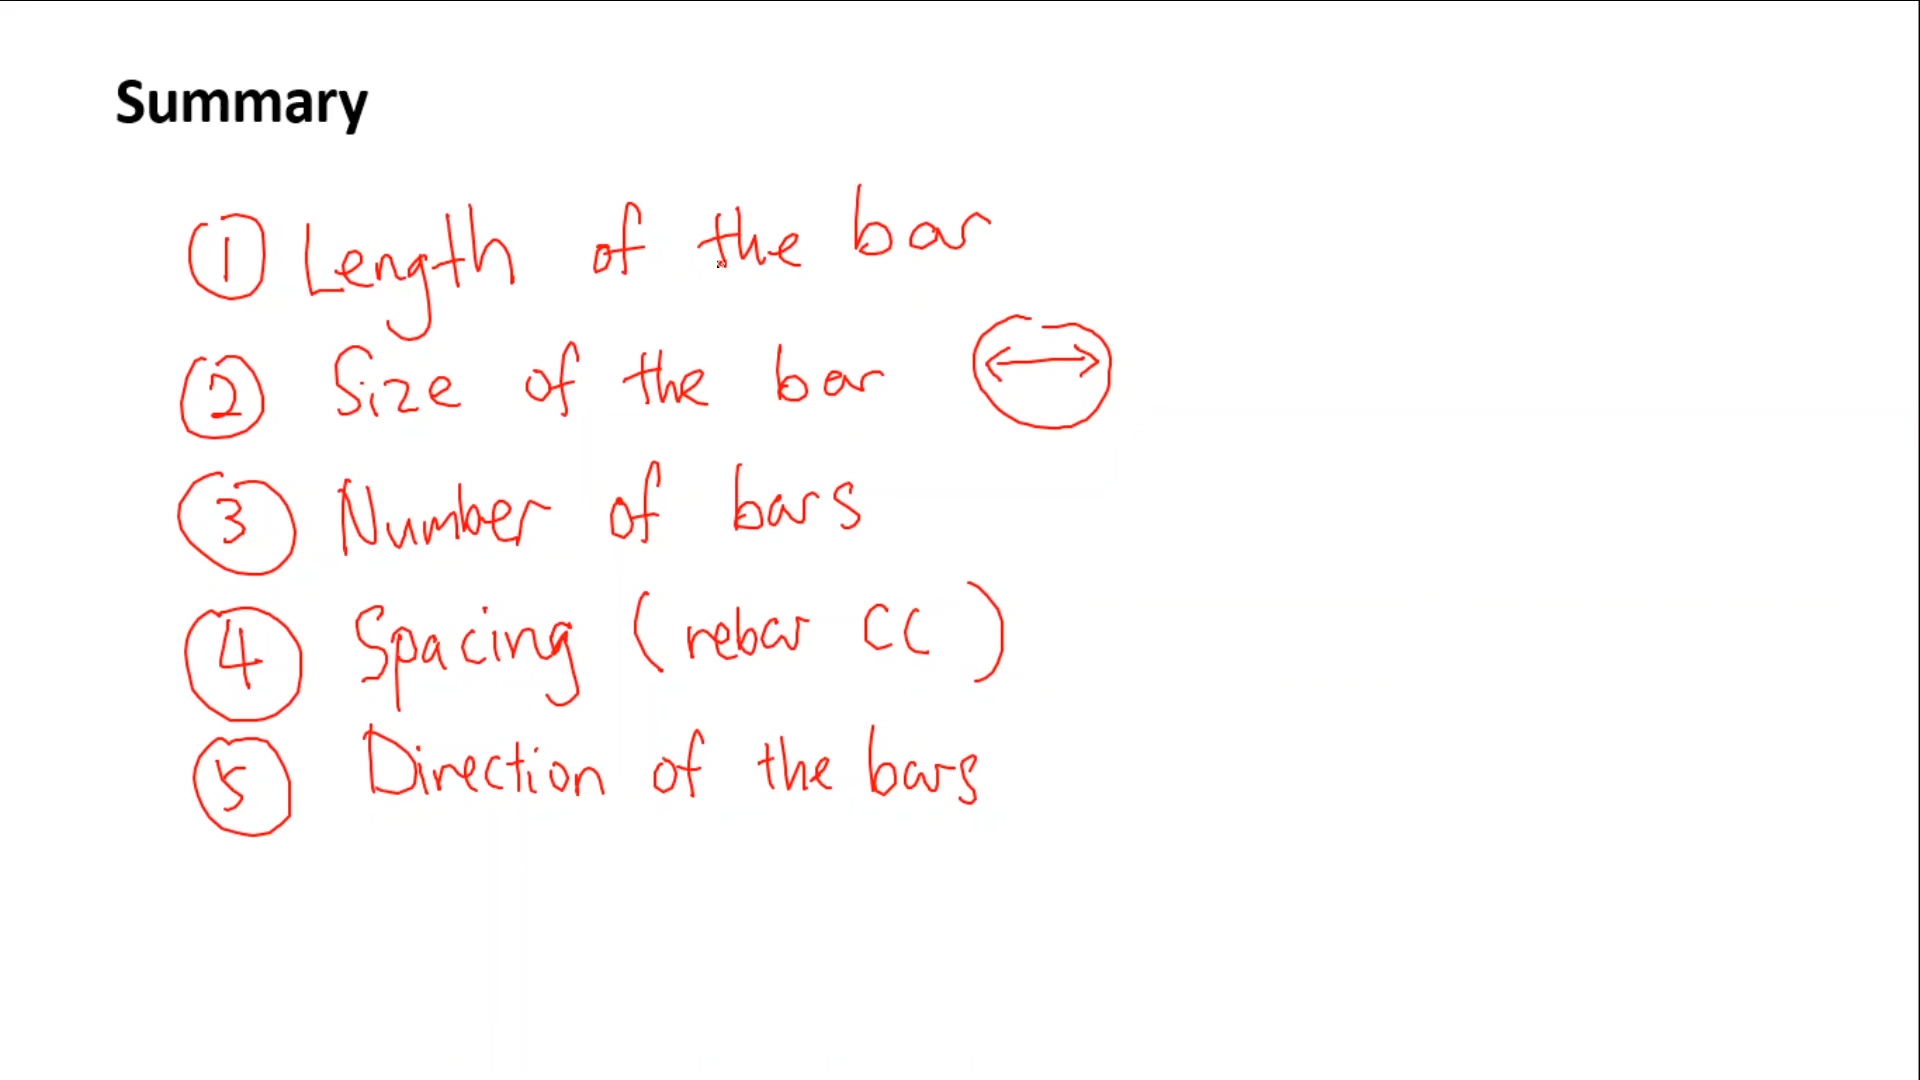 Summary
① Length of the bar
② Size of the bar
③ Number of bars
④ Spacing (rebar CC)
⑤ Direction of the bars